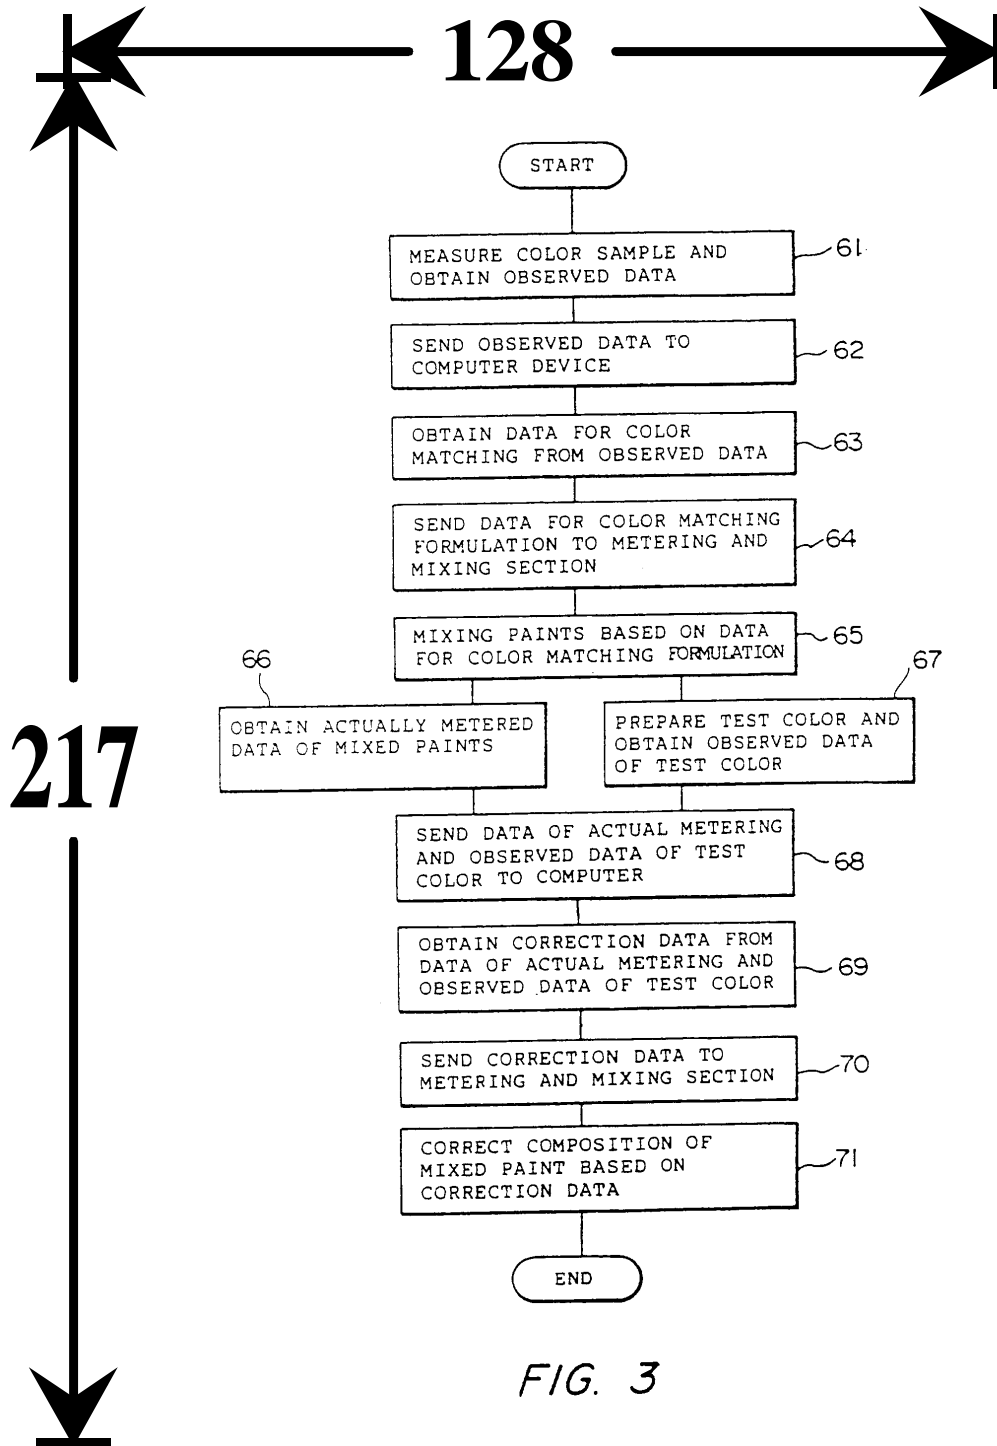 128
START
MEASURE COLOR SAMPLE AND
OBTAIN OBSERVED DATA
61
SEND OBSERVED DATA TO
COMPUTER DEVICE
62
OBTAIN DATA FOR COLOR
MATCHING FROM OBSERVED DATA
63
SEND DATA FOR COLOR MATCHING
FORMULATION TO METERING AND
MIXING SECTION
64
MIXING PAINTS BASED ON DATA
FOR COLOR MATCHING FORMULATION
65
66
67
OBTAIN ACTUALLY METERED
DATA OF MIXED PAINTS
PREPARE TEST COLOR AND
OBTAIN OBSERVED DATA
OF TEST COLOR
217
SEND DATA OF ACTUAL METERING
AND OBSERVED DATA OF TEST
COLOR TO COMPUTER
68
OBTAIN CORRECTION DATA FROM
DATA OF ACTUAL METERING AND
OBSERVED DATA OF TEST COLOR
69
SEND CORRECTION DATA TO
METERING AND MIXING SECTION
70
CORRECT COMPOSITION OF
MIXED PAINT BASED ON
CORRECTION DATA
71
END
FIG. 3